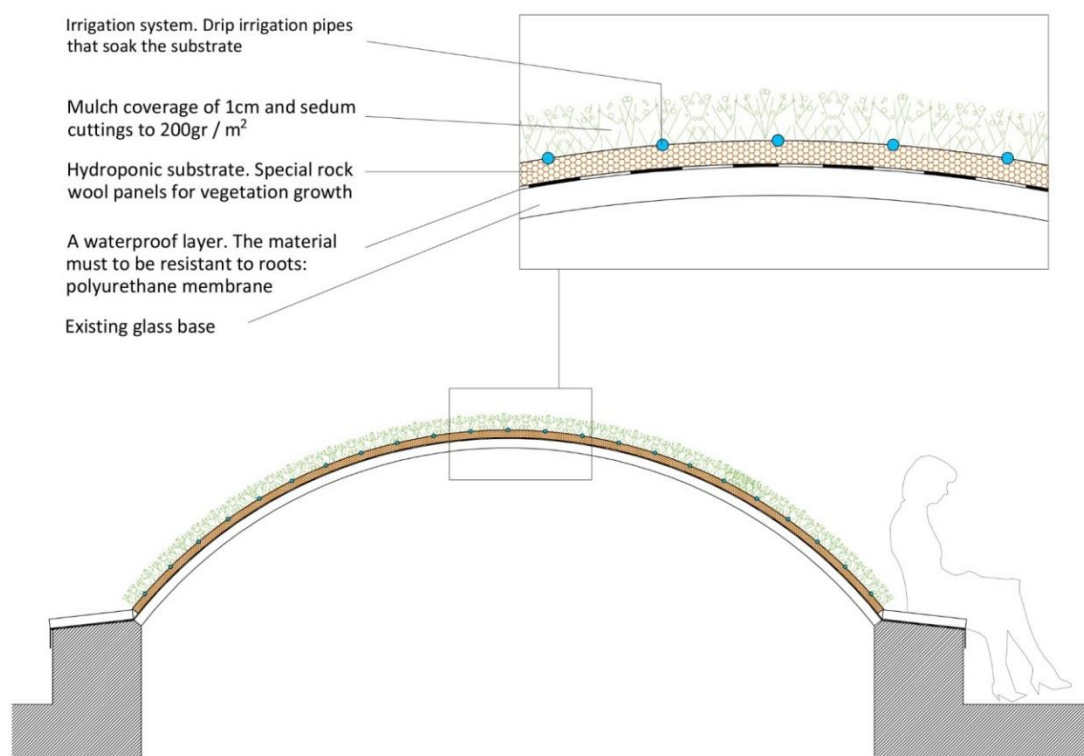 Irrigation system. Drip irrigation pipes
that soak the substrate
Mulch coverage of 1cm and sedum
cuttings to 200gr / m²
Hydroponic substrate. Special rock
wool panels for vegetation growth
A waterproof layer. The material
must to be resistant to roots:
polyurethane membrane
Existing glass base